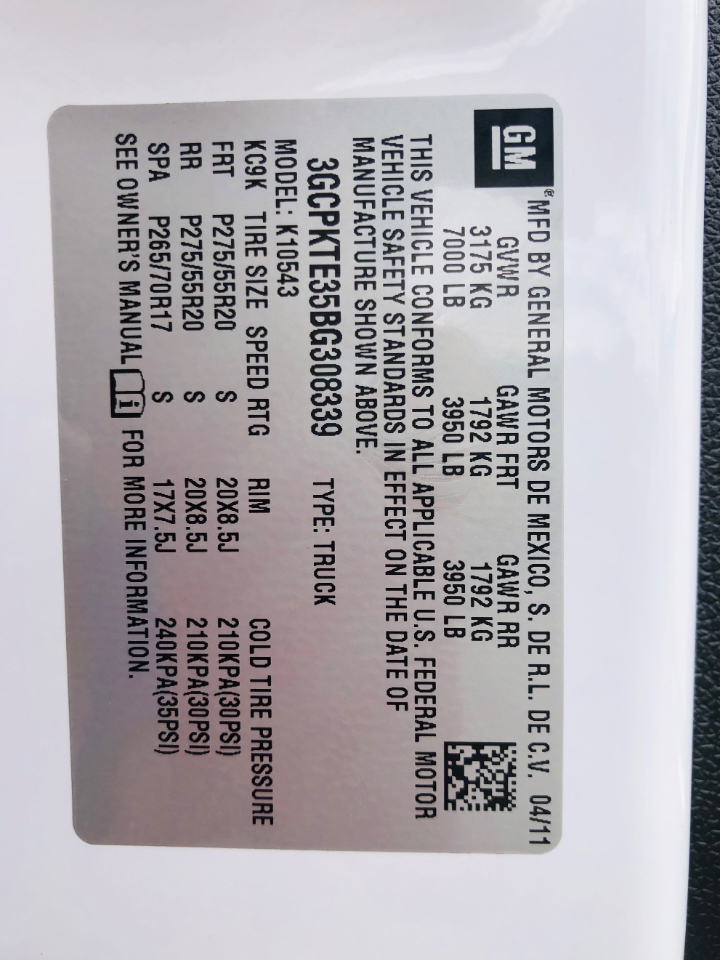 GM® MFD BY GENERAL MOTORS DE MEXICO, S. DE R.L. DE C.V. 04/11
GVWR GAWR FRT GAWR RR
3175 KG 1792 KG 1792 KG
7000 LB 3950 LB 3950 LB
THIS VEHICLE CONFORMS TO ALL APPLICABLE U.S. FEDERAL MOTOR
VEHICLE SAFETY STANDARDS IN EFFECT ON THE DATE OF
MANUFACTURE SHOWN ABOVE.
3GCPKTE35BG308339 TYPE: TRUCK
MODEL: K10543
KC9K TIRE SIZE SPEED RTG RIM COLD TIRE PRESSURE
FRT P275/55R20 S 20X8.5J 210KPA(30PSI)
RR P275/55R20 S 20X8.5J 210KPA(30PSI)
SPA P265/70R17 S 17X7.5J 240KPA(35PSI)
SEE OWNER'S MANUAL i FOR MORE INFORMATION.